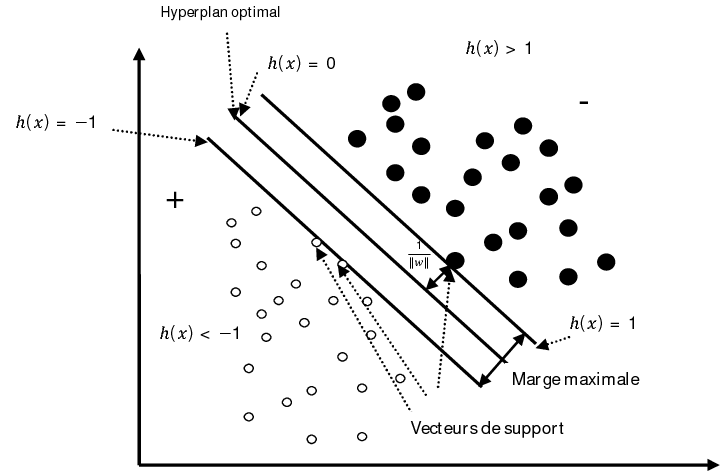 Hyperplan optimal
h(x) > 1
h(x) = 0
-
h(x) = −1
+
1
‖w‖
h(x) = 1
h(x) < −1
Marge maximale
Vecteurs de support